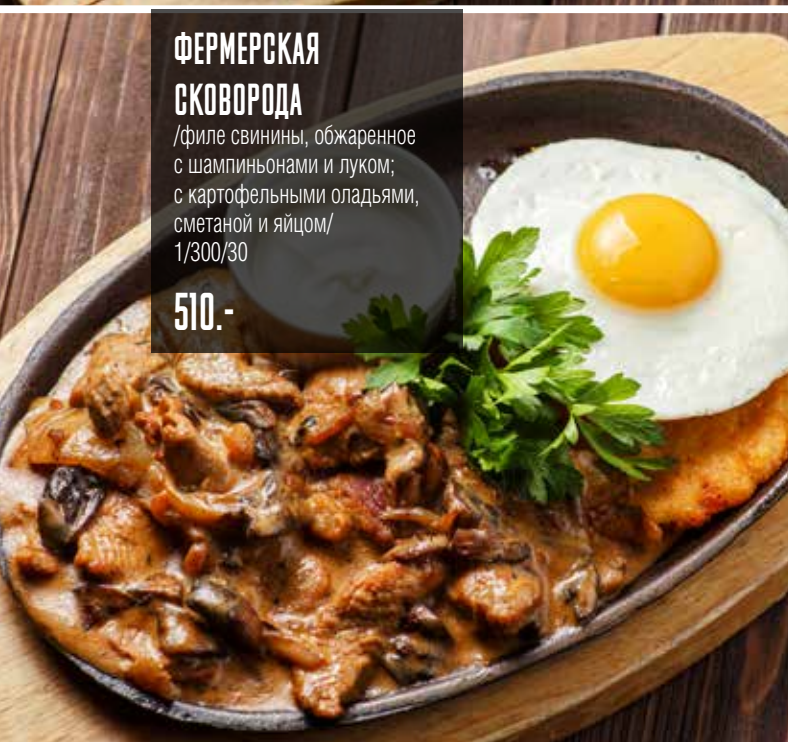 ФЕРМЕРСКАЯ
СКОВОРОДА
/филе свинины, обжаренное
с шампиньонами и луком;
с картофельными оладьями,
сметаной и яйцом/
1/300/30
510.-